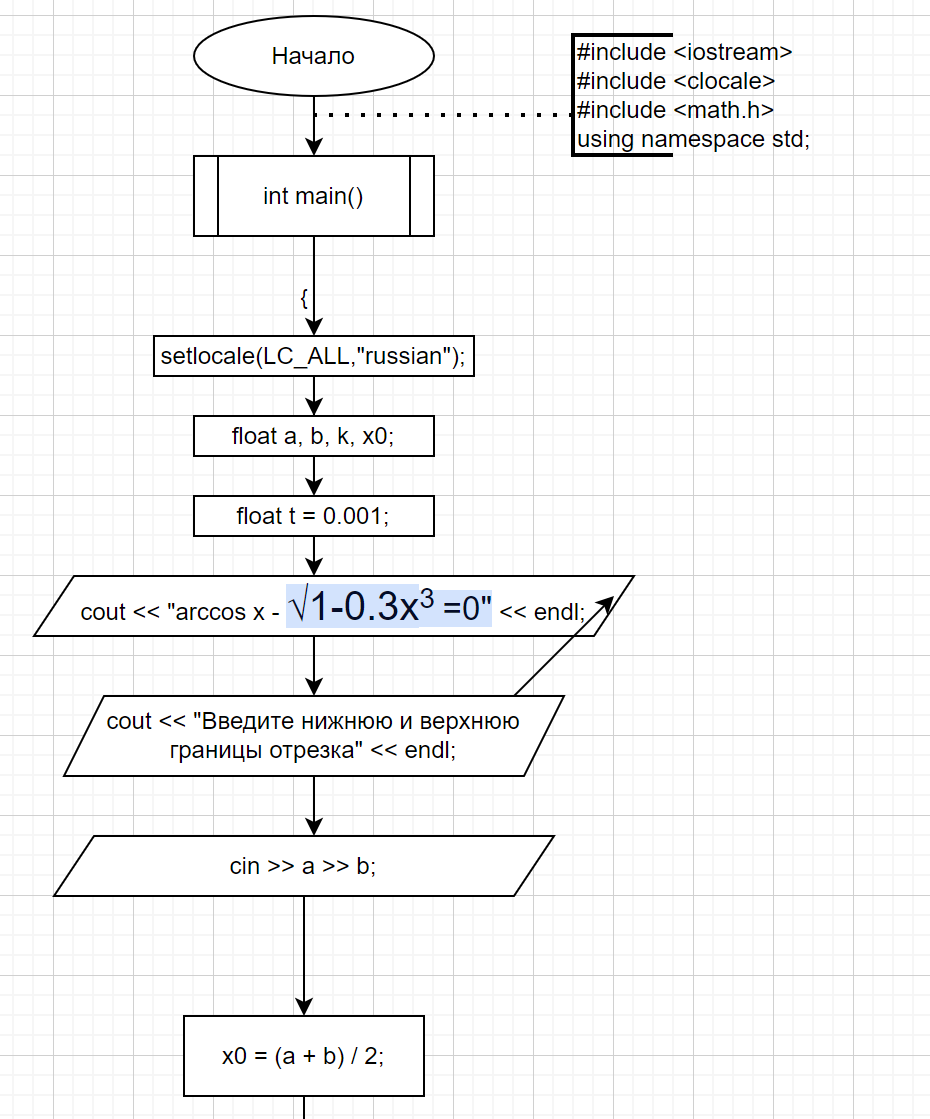 Начало
#include <iostream>
#include <clocale>
#include <math.h>
using namespace std;
int main()
{
setlocale(LC_ALL,"russian");
float a, b, k, x0;
float t = 0.001;
cout << "arccos x - √1-0.3x³ =0" << endl;
cout << "Введите нижнюю и верхнюю
границы отрезка" << endl;
cin >> a >> b;
x0 = (a + b) / 2;